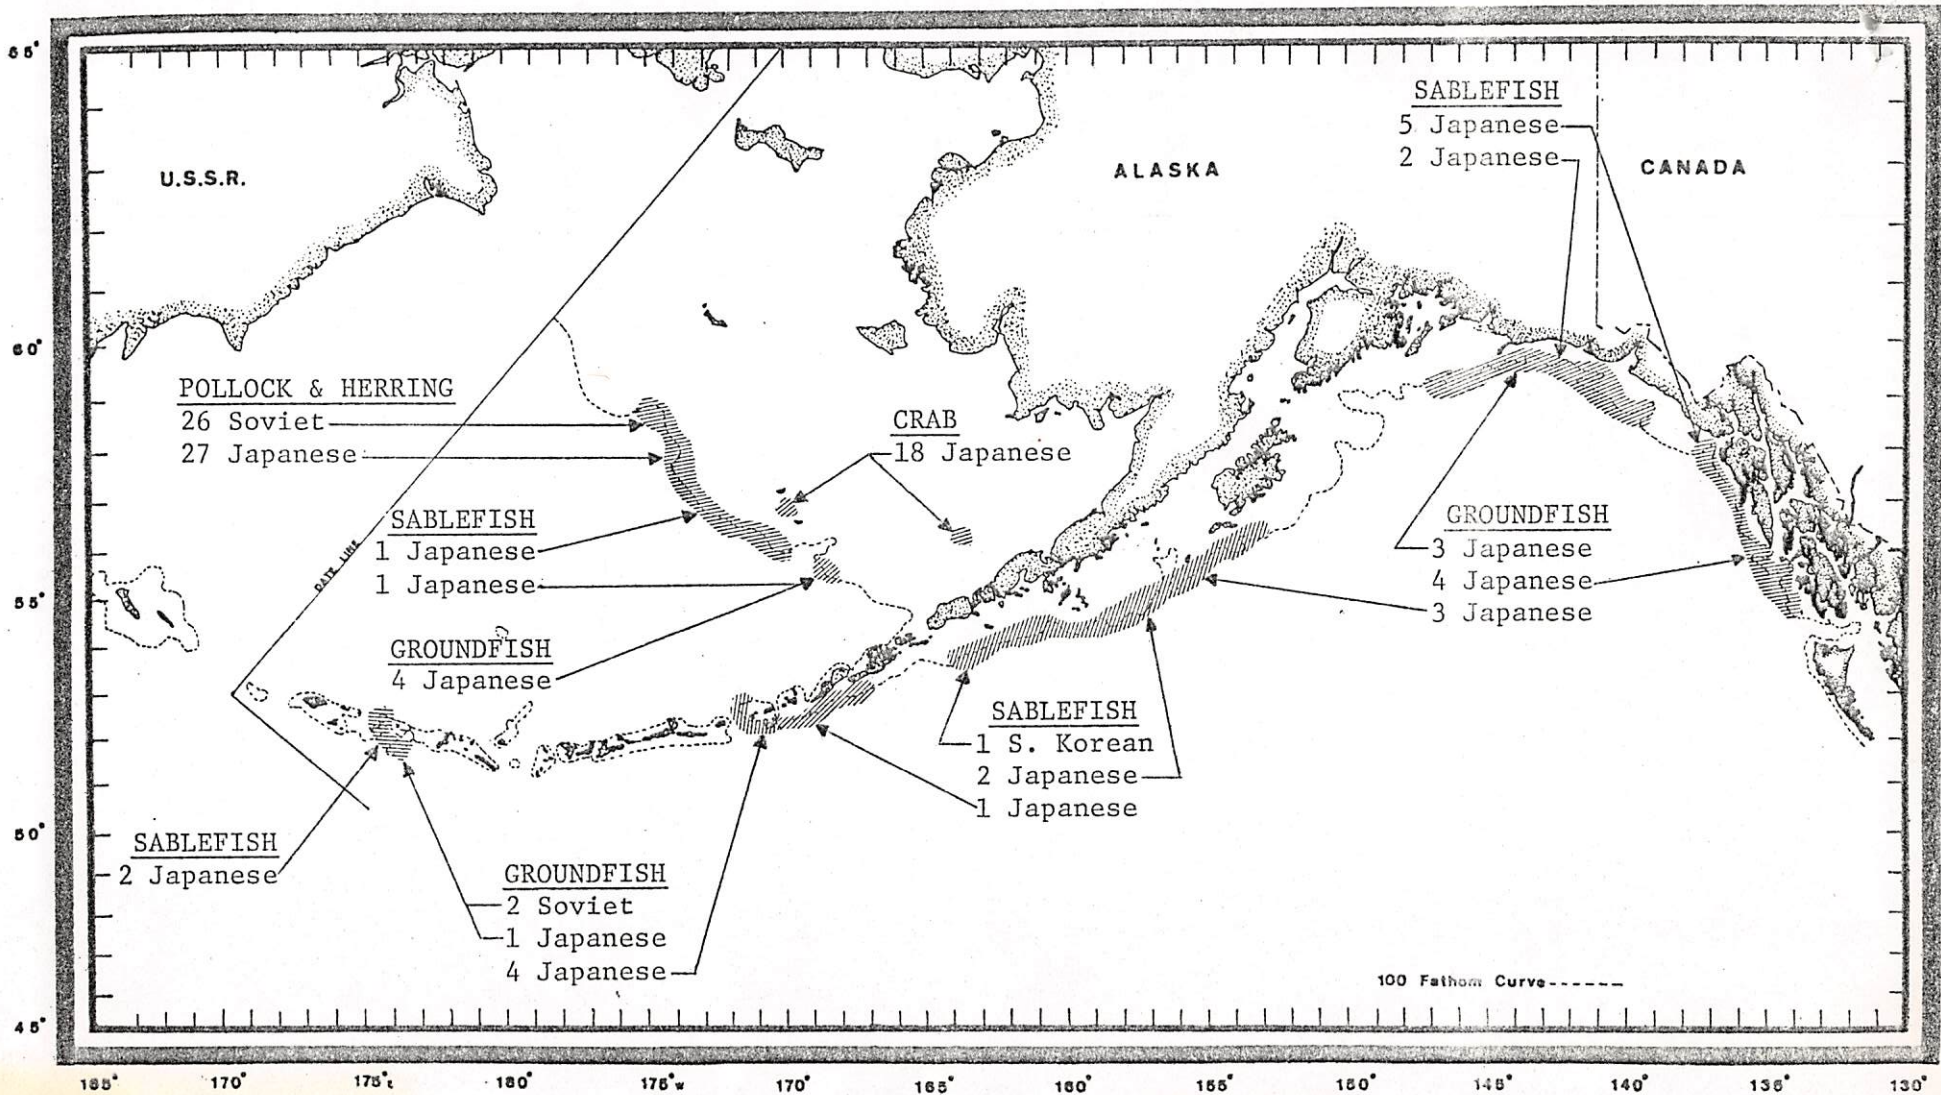 65°
SABLEFISH
5 Japanese
2 Japanese
U.S.S.R.
ALASKA
CANADA
60°
POLLOCK & HERRING
26 Soviet
27 Japanese
CRAB
18 Japanese
SABLEFISH
1 Japanese
1 Japanese
GROUNDFISH
3 Japanese
4 Japanese
3 Japanese
DATE LINE
55°
GROUNDFISH
4 Japanese
SABLEFISH
1 S. Korean
2 Japanese
1 Japanese
50°
SABLEFISH
2 Japanese
GROUNDFISH
2 Soviet
1 Japanese
4 Japanese
100 Fathom Curve
45°
165° 170° 175°E 180° 175°W 170° 165° 160° 155° 150° 145° 140° 135° 130°